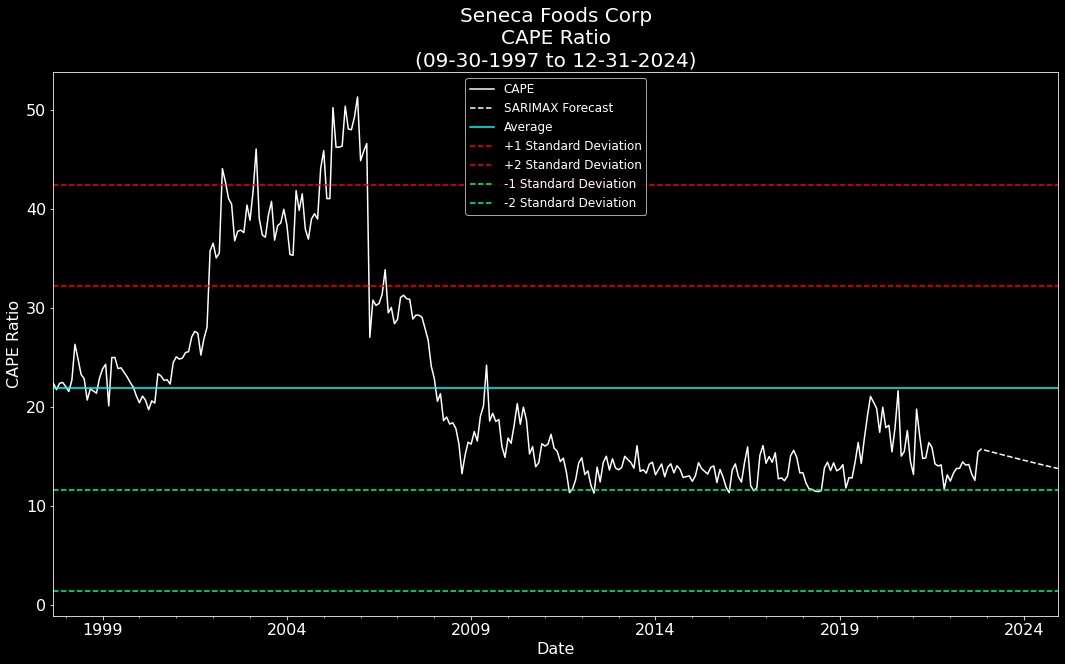 Seneca Foods Corp
CAPE Ratio
(09-30-1997 to 12-31-2024)
CAPE
SARIMAX Forecast
Average
+1 Standard Deviation
+2 Standard Deviation
-1 Standard Deviation
-2 Standard Deviation
50
40
30
20
10
0
CAPE Ratio
1999 2004 2009 2014 2019 2024
Date